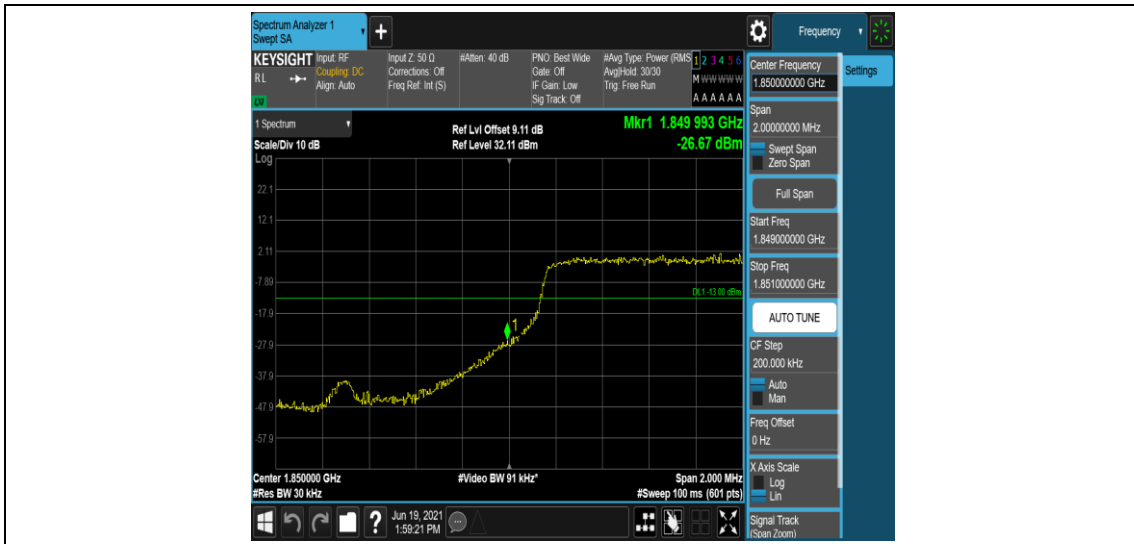 Spectrum Analyzer 1
Swept SA
+
Frequency
KEYSIGHT
RL
LXI
Input: RF
Coupling: DC
Align: Auto
Input Z: 50 Ω
Corrections: Off
Freq Ref: Int (S)
#Atten: 40 dB
PNO: Best Wide
Gate: Off
IF Gain: Low
Sig Track: Off
#Avg Type: Power (RMS
Avg|Hold: 30/30
Trig: Free Run
1 2 3 4 5 6
M W W W W W
A A A A A A
1 Spectrum
Scale/Div 10 dB
Log
Ref Lvl Offset 9.11 dB
Ref Level 32.11 dBm
Mkr1 1.849 993 GHz
-26.67 dBm
22.1
12.1
2.11
-7.89
-17.9
-27.9
-37.9
-47.9
-57.9
DL1 -13.00 dBm
1
Center 1.850000 GHz
#Res BW 30 kHz
#Video BW 91 kHz*
Span 2.000 MHz
#Sweep 100 ms (601 pts)
Center Frequency
1.850000000 GHz
Settings
Span
2.00000000 MHz
Swept Span
Zero Span
Full Span
Start Freq
1.849000000 GHz
Stop Freq
1.851000000 GHz
AUTO TUNE
CF Step
200.000 kHz
Auto
Man
Freq Offset
0 Hz
X Axis Scale
Log
Lin
Signal Track
(Span Zoom)
?
Jun 19, 2021
1:59:21 PM